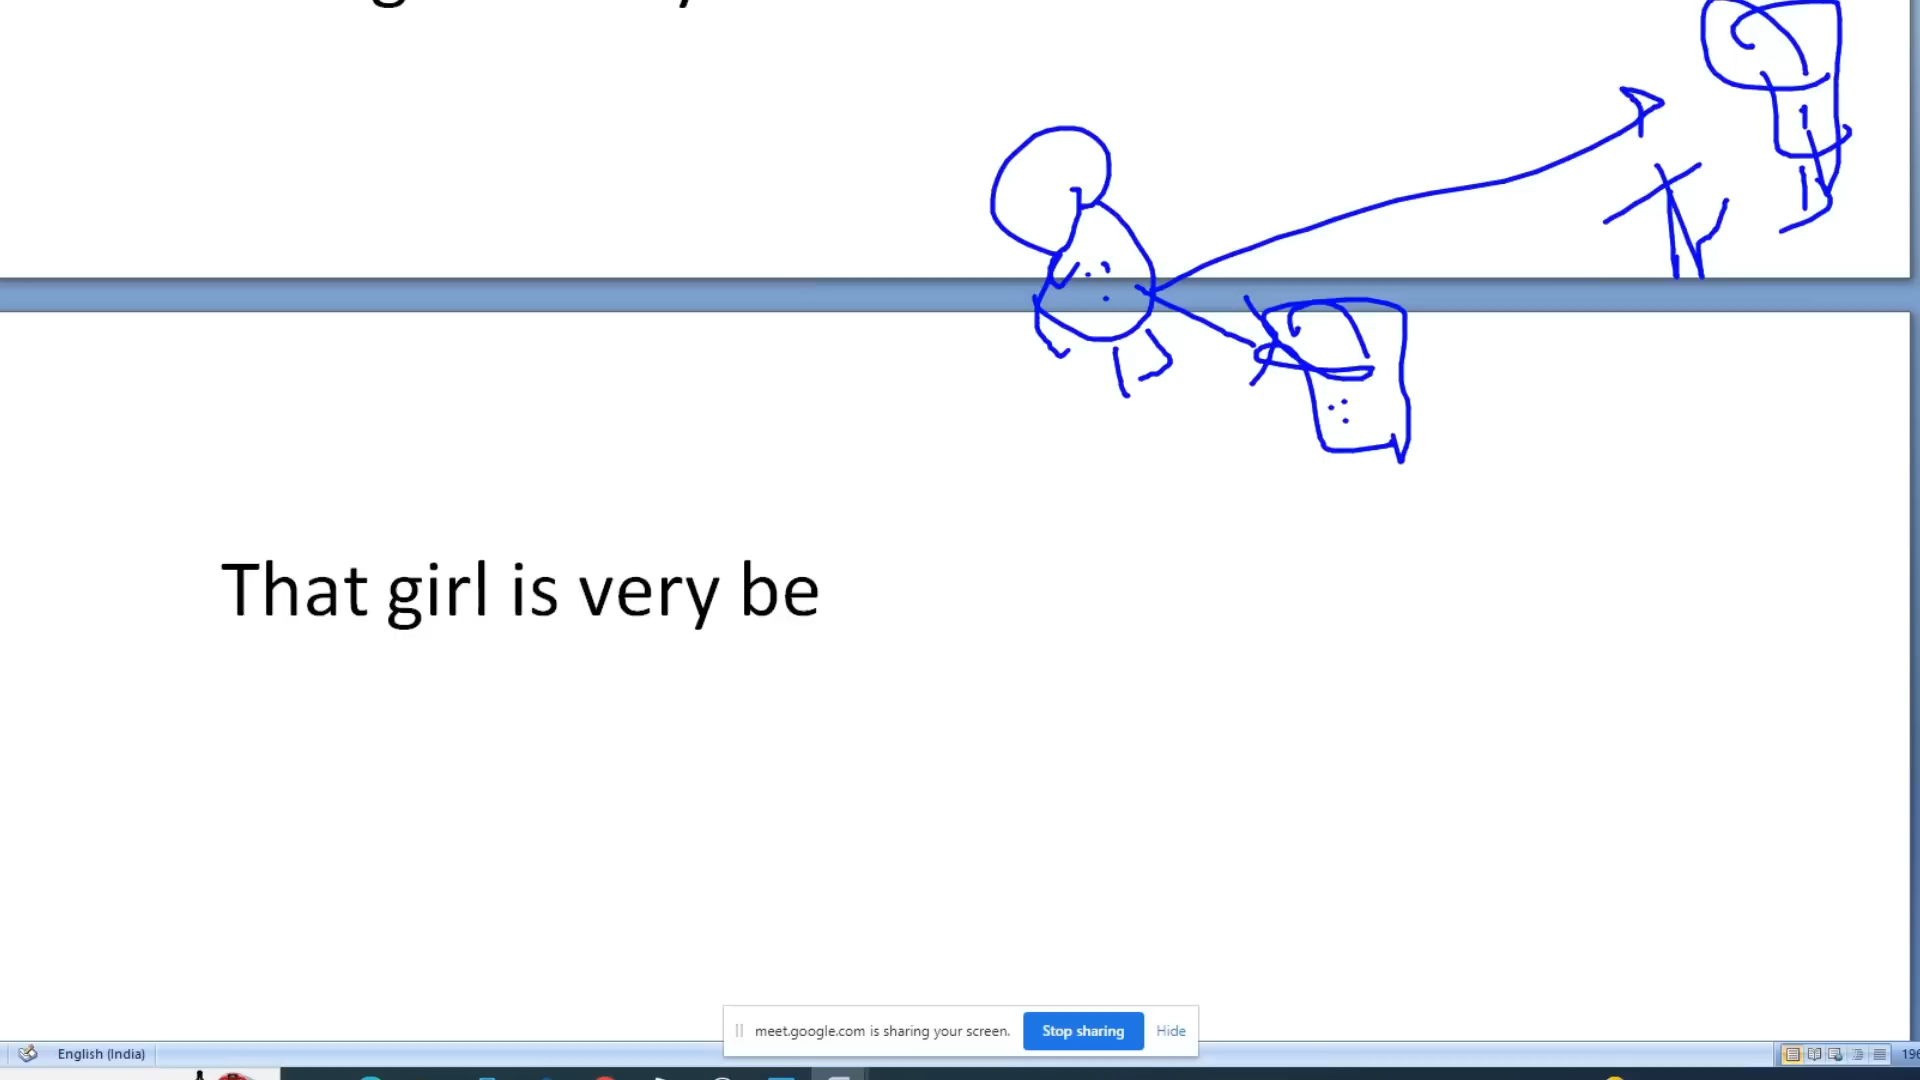 That girl is very be
meet.google.com is sharing your screen.
Stop sharing
Hide
English (India)